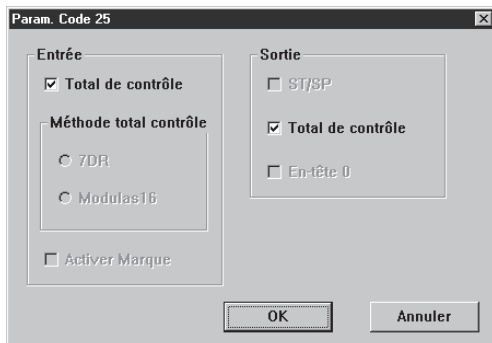 Param. Code 25
Entrée
Total de contrôle
Méthode total contrôle
7DR
Modulas16
Activer Marque
Sortie
ST/SP
Total de contrôle
En-tête 0
OK
Annuler